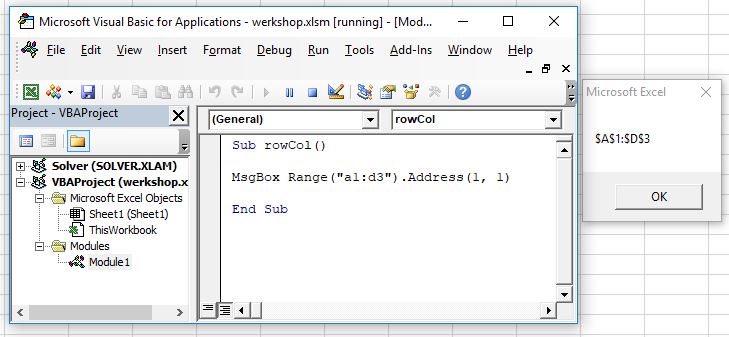 Microsoft Visual Basic for Applications - werkshop.xlsm [running] - [Mod...
File Edit View Insert Format Debug Run Tools Add-Ins Window Help
Project - VBAProject
(General) rowCol
Solver (SOLVER.XLAM)
VBAProject (werkshop.x
Microsoft Excel Objects
Sheet1 (Sheet1)
ThisWorkbook
Modules
Module1
Sub rowCol()
MsgBox Range("a1:d3").Address(1, 1)
End Sub
Microsoft Excel
$A$1:$D$3
OK